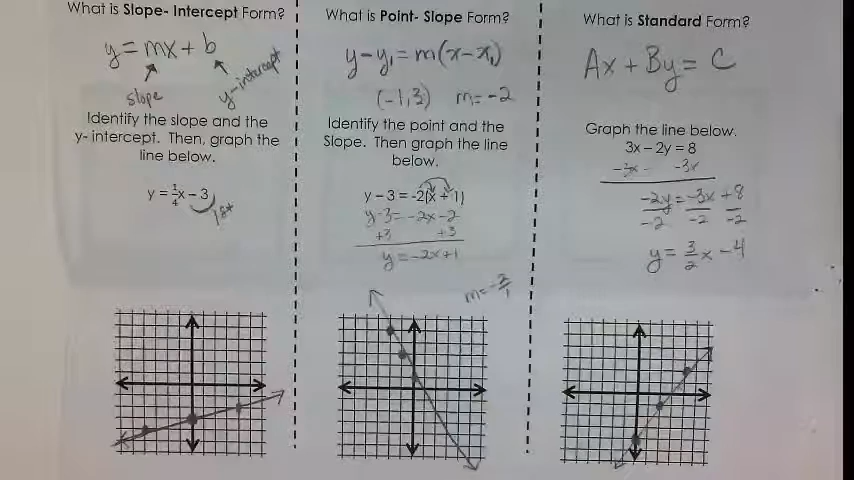 What is Slope- Intercept Form?
y = mx + b
slope
y-intercept
Identify the slope and the
y- intercept. Then, graph the
line below.
y = 1/4x - 3
1st
What is Point- Slope Form?
y - y₁ = m(x - x₁)
(-1,3) m = -2
Identify the point and the
Slope. Then graph the line
below.
y - 3 = -2(x + 1)
y-3 = -2x-2
+3 +3
y = -2x+1
m = -2/1
What is Standard Form?
Ax + By = C
Graph the line below.
3x - 2y = 8
-3x -3x
-2y = -3x + 8
-2 -2 -2
y = 3/2 x - 4